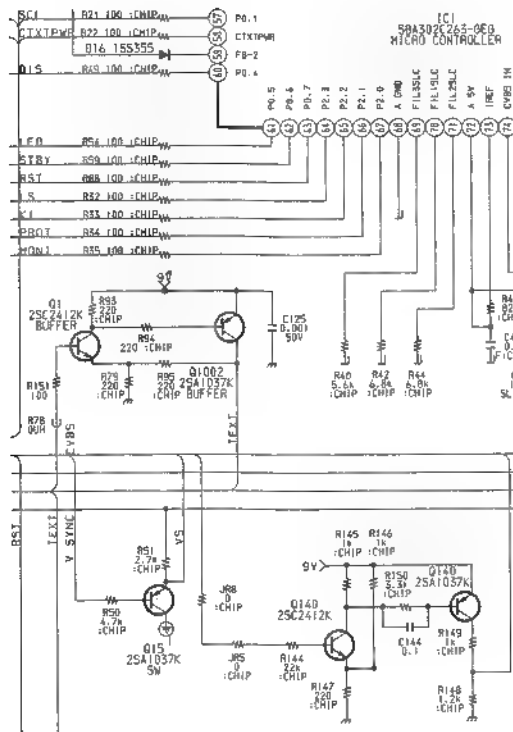 SCL R21 100 :CHIP 57 P0.1
CTXTPWR R22 100 :CHIP 58 CTXTPWR
D16 1SS355 59 FB-2
DIS R49 100 :CHIP 60 P0.4
IC1
MICRO CONTROLLER
P0.5 P0.6 P0.7 P2.3 P2.2 P2.1 P2.0 A GND FIL3SLC FIL1SLC FIL2SLC A 5V IREF CVBS IN
61 62 63 64 65 66 67 68 69 70 71 72 73 74
LED R56 100 :CHIP
STBY R59 100 :CHIP
RST R88 100 :CHIP
LS R32 100 :CHIP
R33 100 :CHIP
PROT R34 100 :CHIP
MONI R35 100 :CHIP
9V
Q1
2SC2412K
BUFFER
R93
220
:CHIP
R94
220 :CHIP
C125
0.001
50V
R79
220
:CHIP
R95
220
:CHIP
Q1002
2SA1037K
BUFFER
R40
5.6k
:CHIP
R42
6.8k
:CHIP
R44
6.8k
:CHIP
R151
100
R78
0UH
CVBS
TEXT
RST
TEXT
V SYNC
VS
R51
2.7k
:CHIP
R50
4.7k
:CHIP
Q15
2SA1037K
SW
JR8
0
:CHIP
JR5
0
:CHIP
R144
22k
:CHIP
R145
1k
:CHIP
R146
1k
:CHIP
9V
R150
3.3k
:CHIP
Q140
2SC2412K
C144
0.1
2SA1037K
R149
1k
:CHIP
R147
220
:CHIP
R148
1.2k
:CHIP